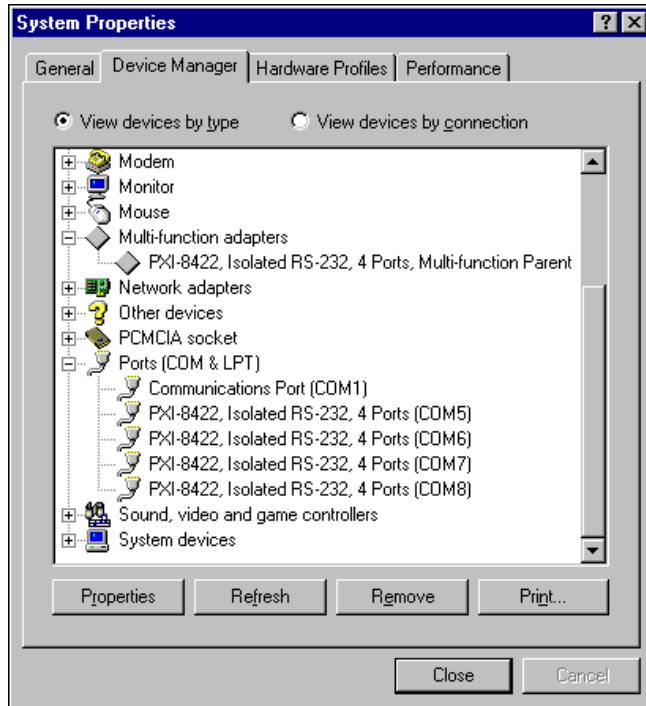 System Properties
General Device Manager Hardware Profiles Performance
View devices by type View devices by connection
Modem
Monitor
Mouse
Multi-function adapters
PXI-8422, Isolated RS-232, 4 Ports, Multi-function Parent
Network adapters
Other devices
PCMCIA socket
Ports (COM & LPT)
Communications Port (COM1)
PXI-8422, Isolated RS-232, 4 Ports (COM5)
PXI-8422, Isolated RS-232, 4 Ports (COM6)
PXI-8422, Isolated RS-232, 4 Ports (COM7)
PXI-8422, Isolated RS-232, 4 Ports (COM8)
Sound, video and game controllers
System devices
Properties Refresh Remove Print...
Close Cancel